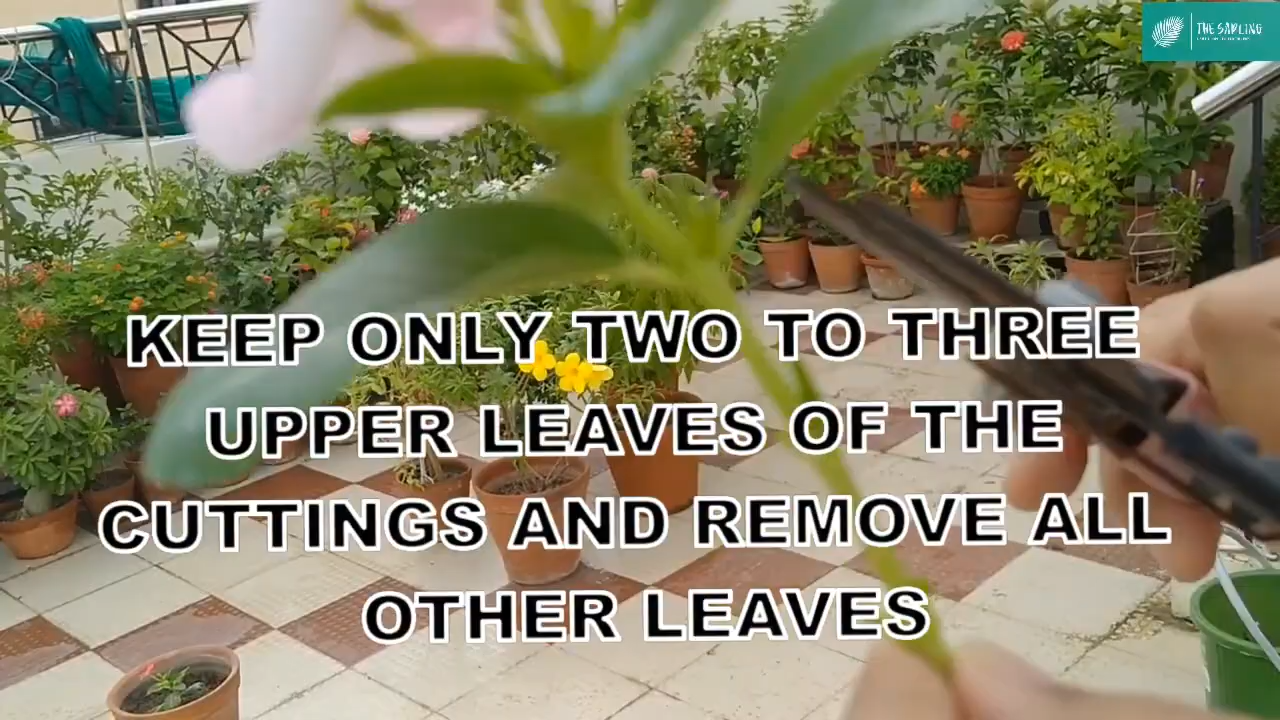 THE SAPLING
KEEP ONLY TWO TO THREE
UPPER LEAVES OF THE
CUTTINGS AND REMOVE ALL
OTHER LEAVES